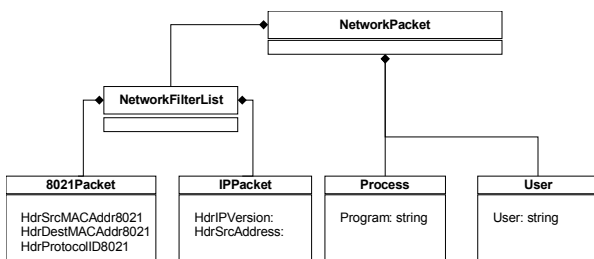 NetworkPacket
NetworkFilterList
8021Packet
HdrSrcMACAddr8021
HdrDestMACAddr8021
HdrProtocolID8021
IPPacket
HdrIPVersion:
HdrSrcAddress:
Process
Program: string
User
User: string